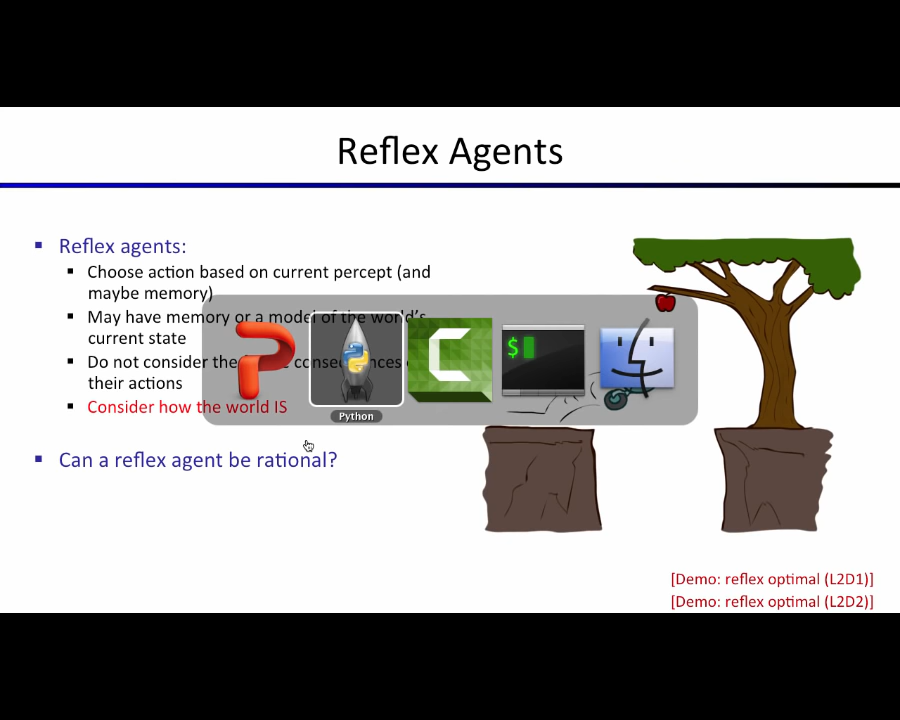 Reflex Agents
▪ Reflex agents:
▪ Choose action based on current percept (and
maybe memory)
▪ May have memory or a model of the world's
current state
▪ Do not consider the consequences
their actions
▪ Consider how the world IS
Python
$
▪ Can a reflex agent be rational?
[Demo: reflex optimal (L2D1)]
[Demo: reflex optimal (L2D2)]